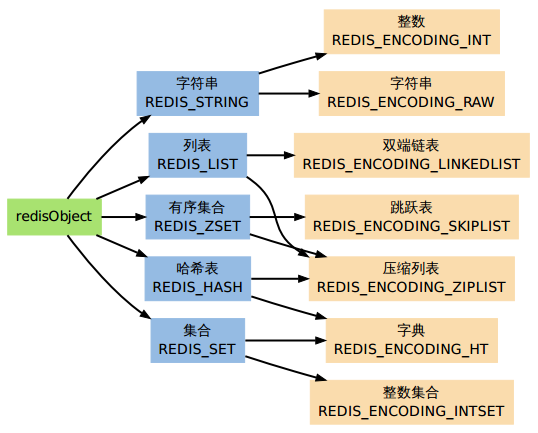 redisObject
字符串
REDIS_STRING
列表
REDIS_LIST
有序集合
REDIS_ZSET
哈希表
REDIS_HASH
集合
REDIS_SET
整数
REDIS_ENCODING_INT
字符串
REDIS_ENCODING_RAW
双端链表
REDIS_ENCODING_LINKEDLIST
跳跃表
REDIS_ENCODING_SKIPLIST
压缩列表
REDIS_ENCODING_ZIPLIST
字典
REDIS_ENCODING_HT
整数集合
REDIS_ENCODING_INTSET